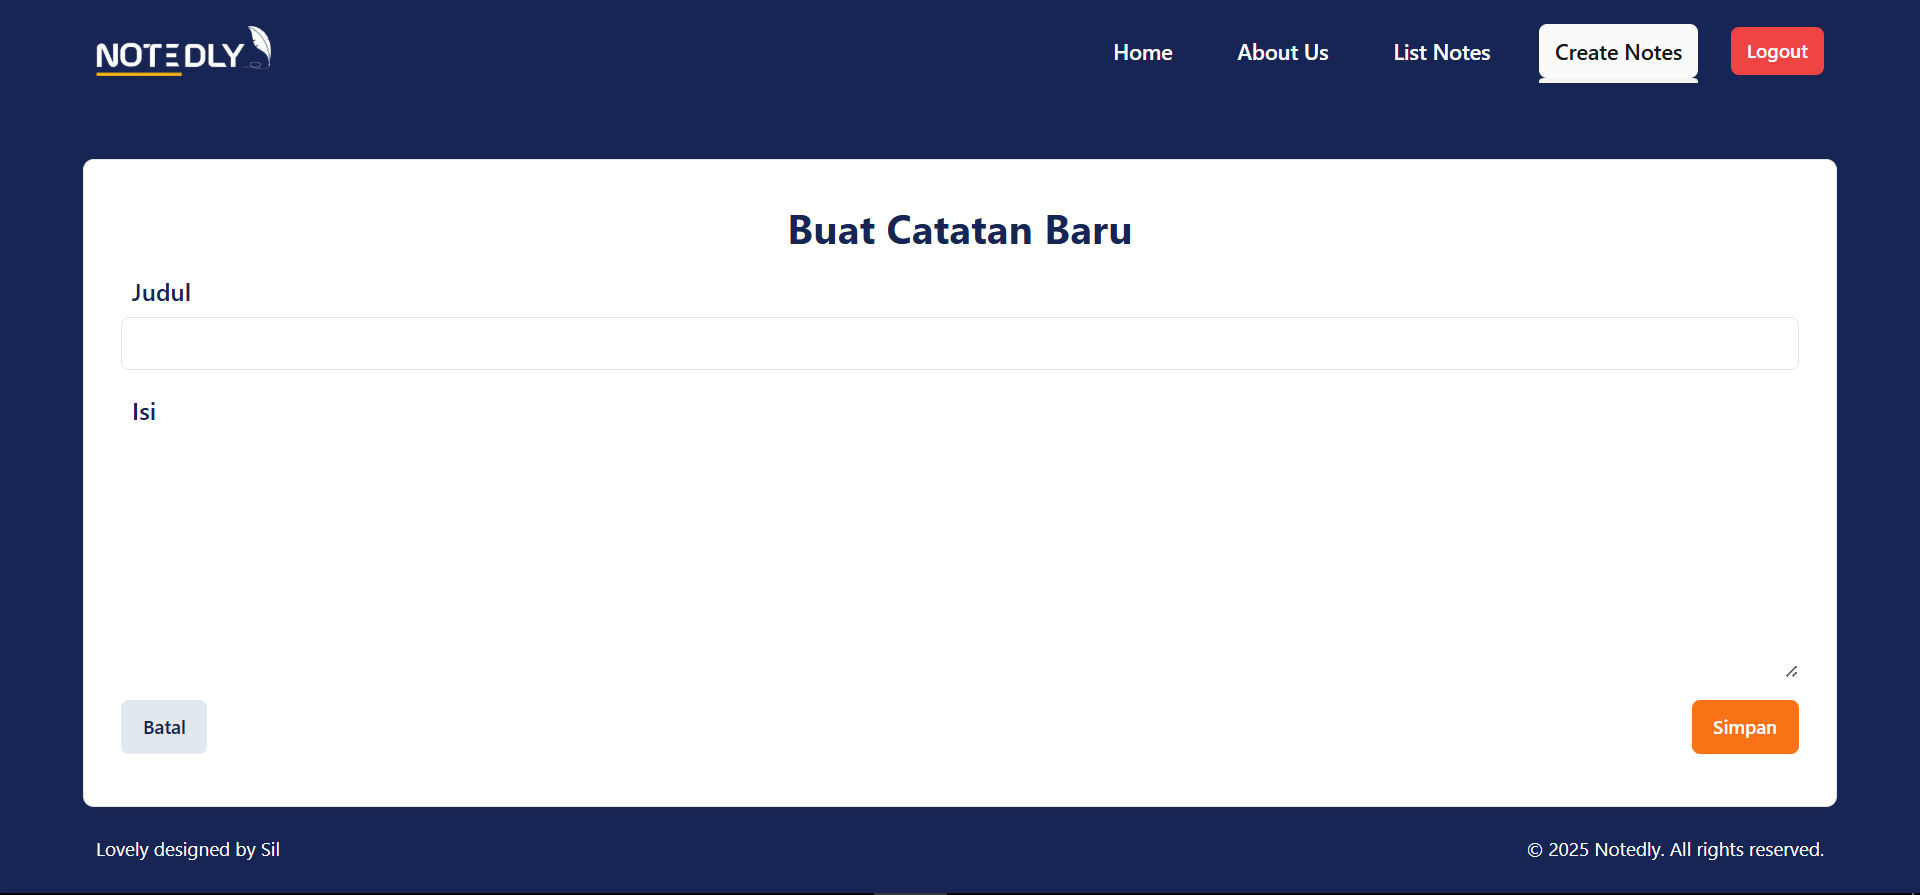 NOTEDLY
Home
About Us
List Notes
Create Notes
Logout
Buat Catatan Baru
Judul
Isi
Batal
Simpan
Lovely designed by Sil
© 2025 Notedly. All rights reserved.